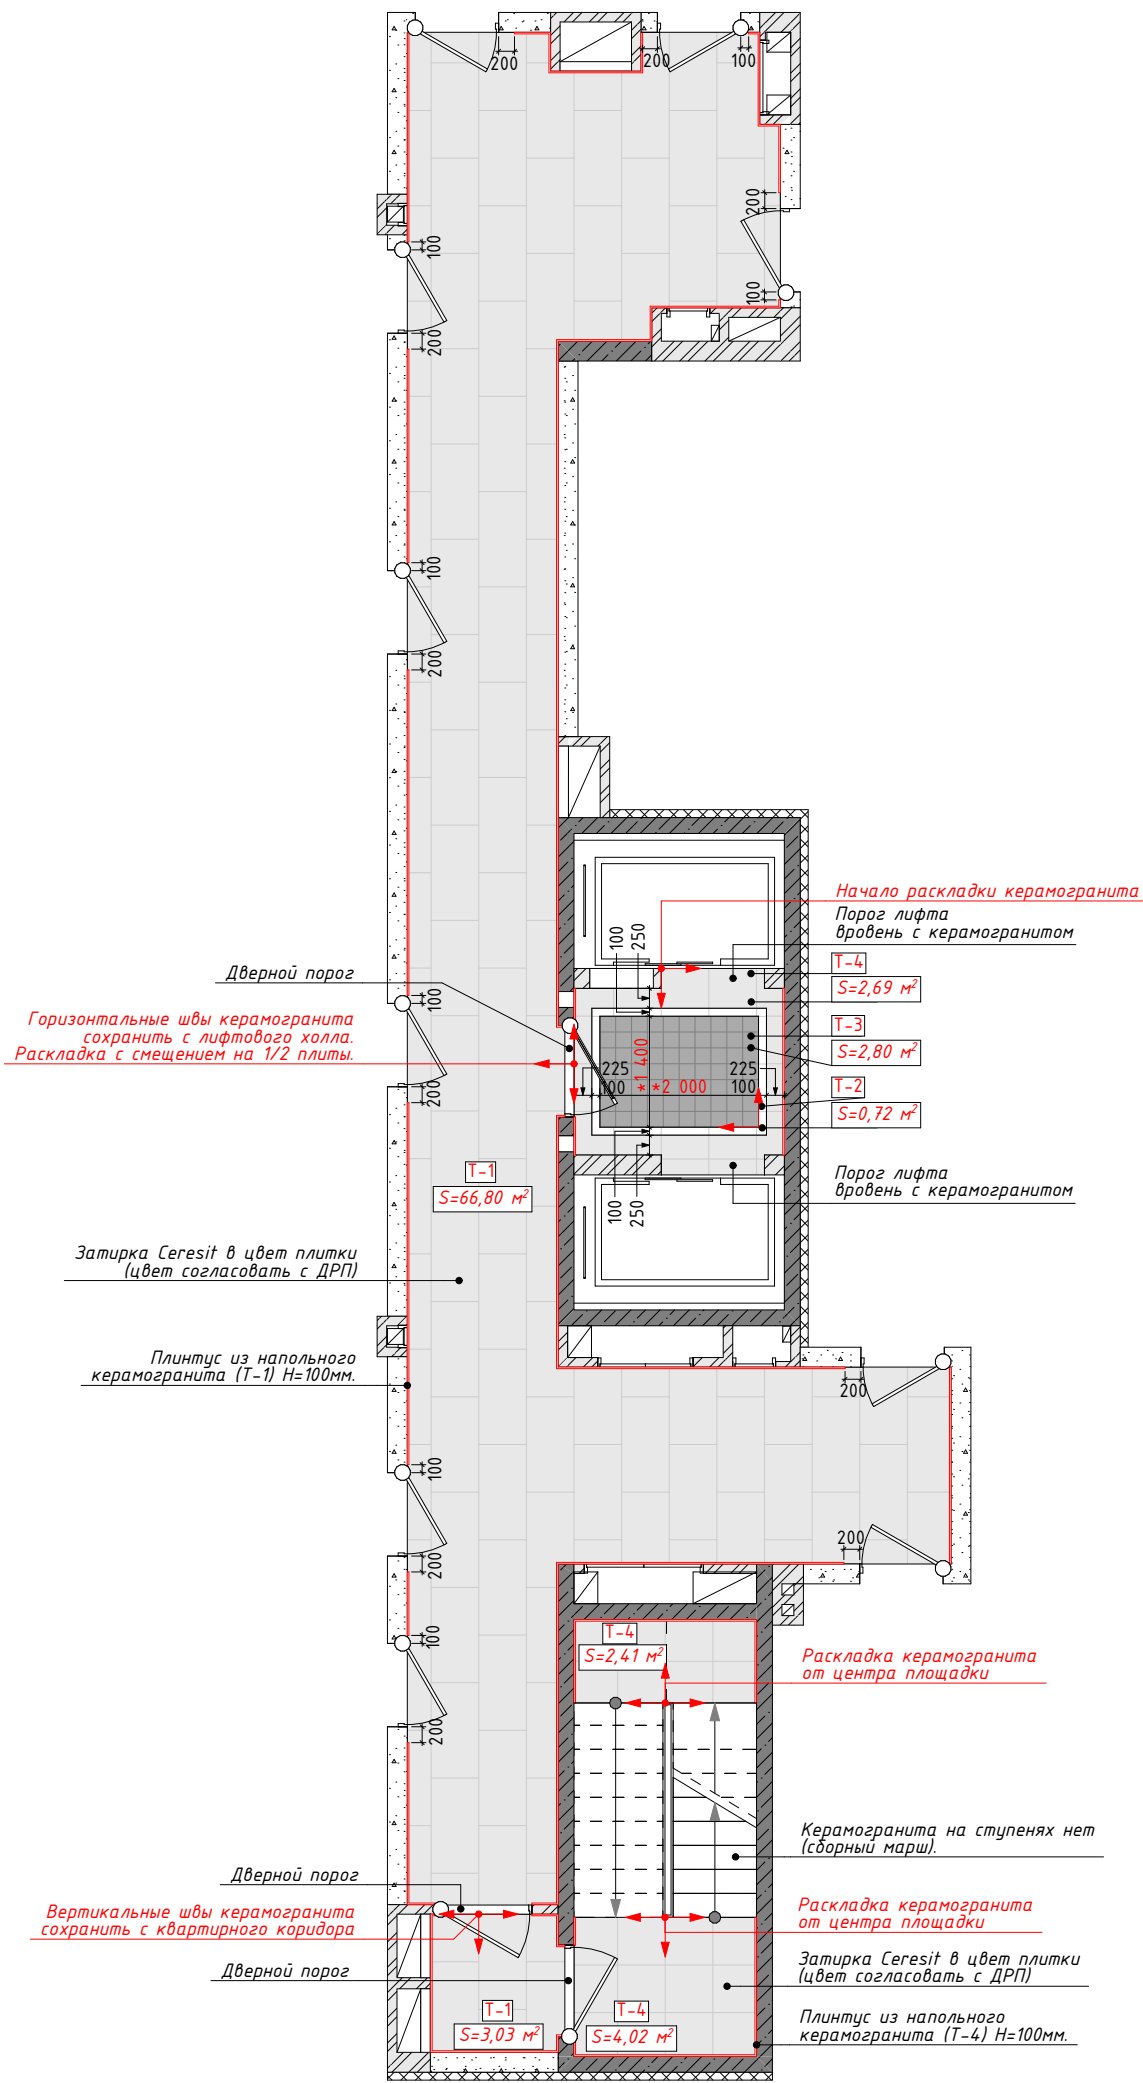 200
200
100
200
100
100
200
100
200
100
250
Начало раскладки керамогранита
Порог лифта
вровень с керамогранитом
Т-4
S=2,69 м²
Т-3
S=2,80 м²
Т-2
S=0,72 м²
Дверной порог
100
Горизонтальные швы керамогранита
сохранить с лифтового холла.
Раскладка с смещением на 1/2 плиты.
200
225
100
*1 400
**2 000
225
100
Порог лифта
вровень с керамогранитом
100
250
Т-1
S=66,80 м²
Затирка Ceresit в цвет плитки
(цвет согласовать с ДРП)
Плинтус из напольного
керамогранита (Т-1) H=100мм.
200
100
200
200
100
200
Т-4
S=2,41 м²
Раскладка керамогранита
от центра площадки
Керамогранита на ступенях нет
(сборный марш).
Дверной порог
Вертикальные швы керамогранита
сохранить с квартирного коридора
Раскладка керамогранита
от центра площадки
Дверной порог
Затирка Ceresit в цвет плитки
(цвет согласовать с ДРП)
Т-1
S=3,03 м²
Т-4
S=4,02 м²
Плинтус из напольного
керамогранита (Т-4) H=100мм.